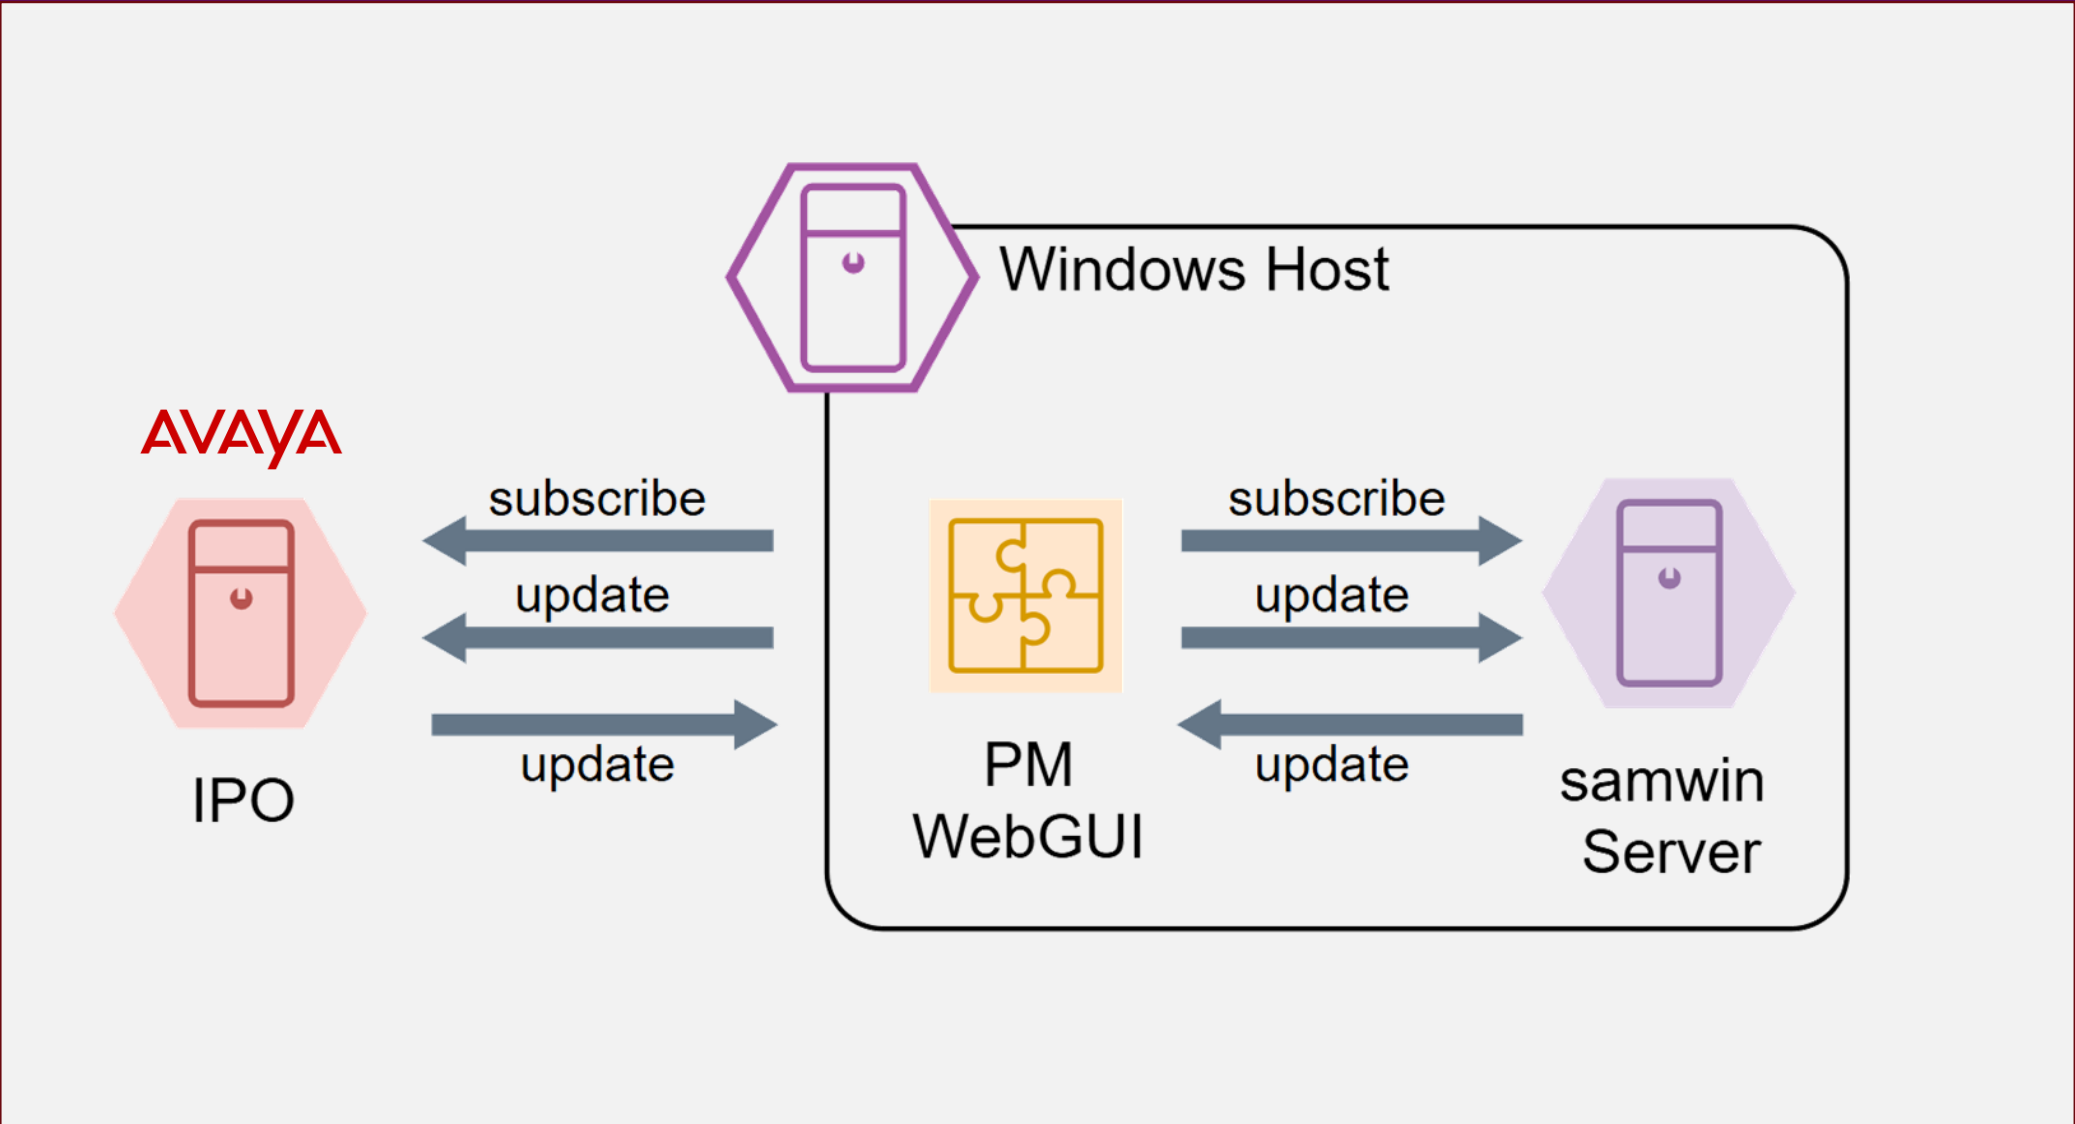 Windows Host
AVAYA
subscribe
update
update
IPO
subscribe
update
update
PM
WebGUI
samwin
Server